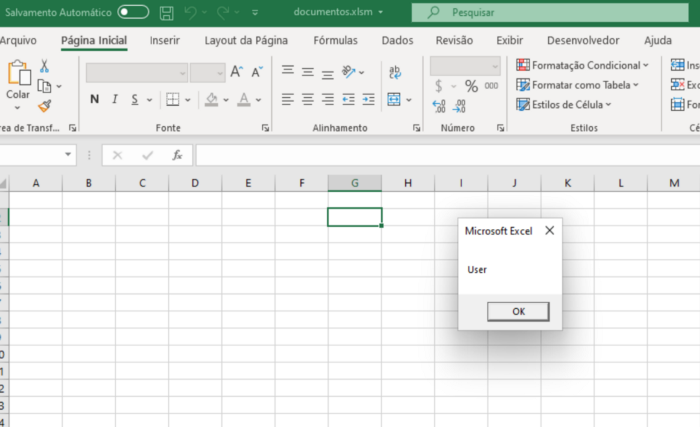 Salvamento Automático documentos.xlsm Pesquisar
Arquivo Página Inicial Inserir Layout da Página Fórmulas Dados Revisão Exibir Desenvolvedor Ajuda
Colar
N I S A A A % 000
Formatação Condicional
Formatar como Tabela
Estilos de Célula
Ins
Exc
For
rea de Transf... Fonte Alinhamento Número Estilos Cé
fx
A B C D E F G H I J K L M
Microsoft Excel
User
OK